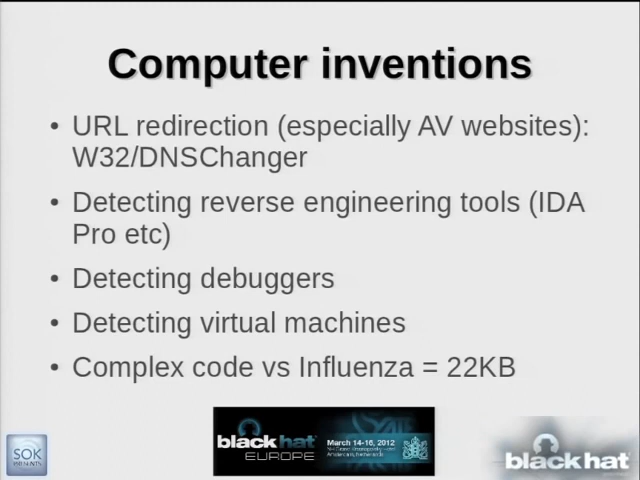 Computer inventions
• URL redirection (especially AV websites):
W32/DNSChanger
• Detecting reverse engineering tools (IDA
Pro etc)
• Detecting debuggers
• Detecting virtual machines
• Complex code vs Influenza = 22KB
black hat
EUROPE
March 14-16, 2012
SOK
PRESENTS
black hat